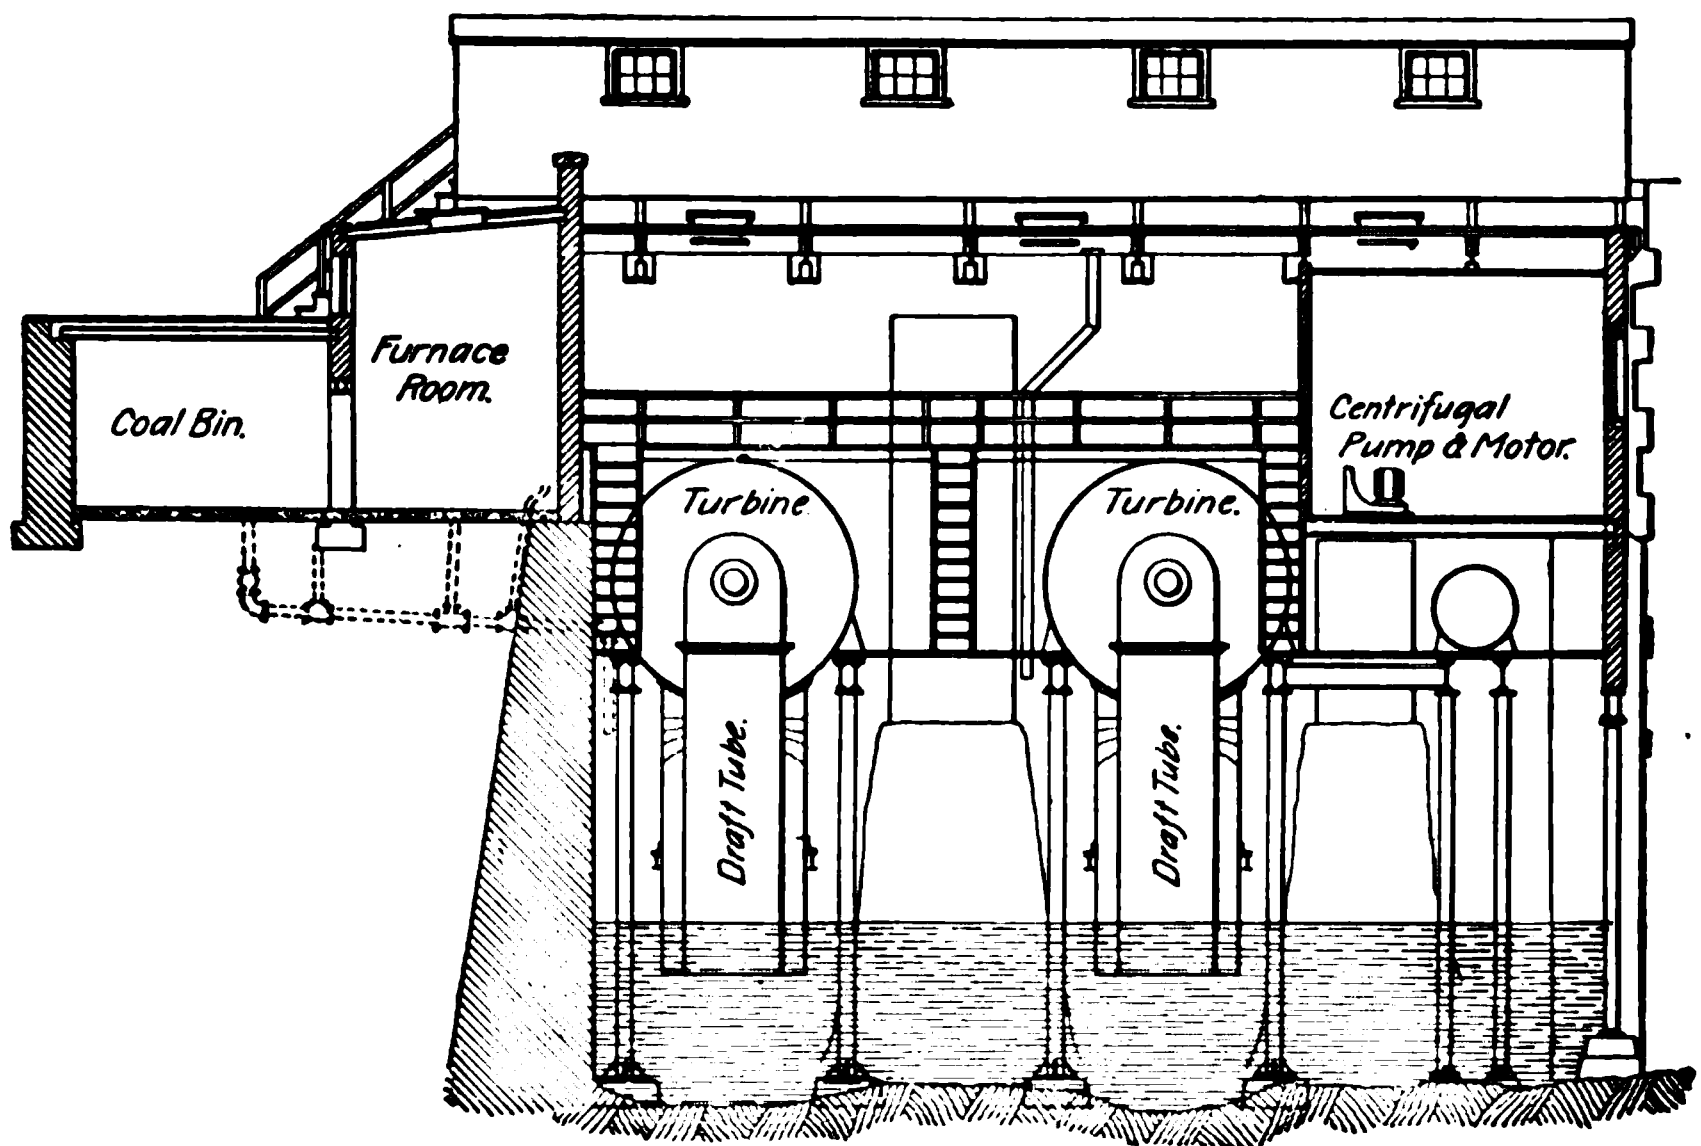 Furnace
Room.
Coal Bin.
Centrifugal
Pump & Motor.
Turbine
Turbine.
Draft Tube.
Draft Tube.